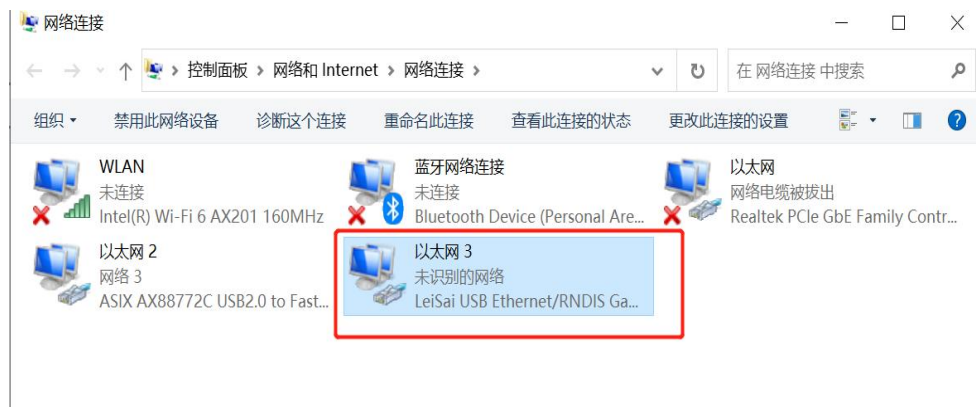 网络连接
控制面板 > 网络和 Internet > 网络连接 >
在 网络连接 中搜索
组织 禁用此网络设备 诊断这个连接 重命名此连接 查看此连接的状态 更改此连接的设置
WLAN
未连接
Intel(R) Wi-Fi 6 AX201 160MHz
蓝牙网络连接
未连接
Bluetooth Device (Personal Are...
以太网
网络电缆被拔出
Realtek PCIe GbE Family Contr...
以太网 2
网络 3
ASIX AX88772C USB2.0 to Fast...
以太网 3
未识别的网络
LeiSai USB Ethernet/RNDIS Ga...